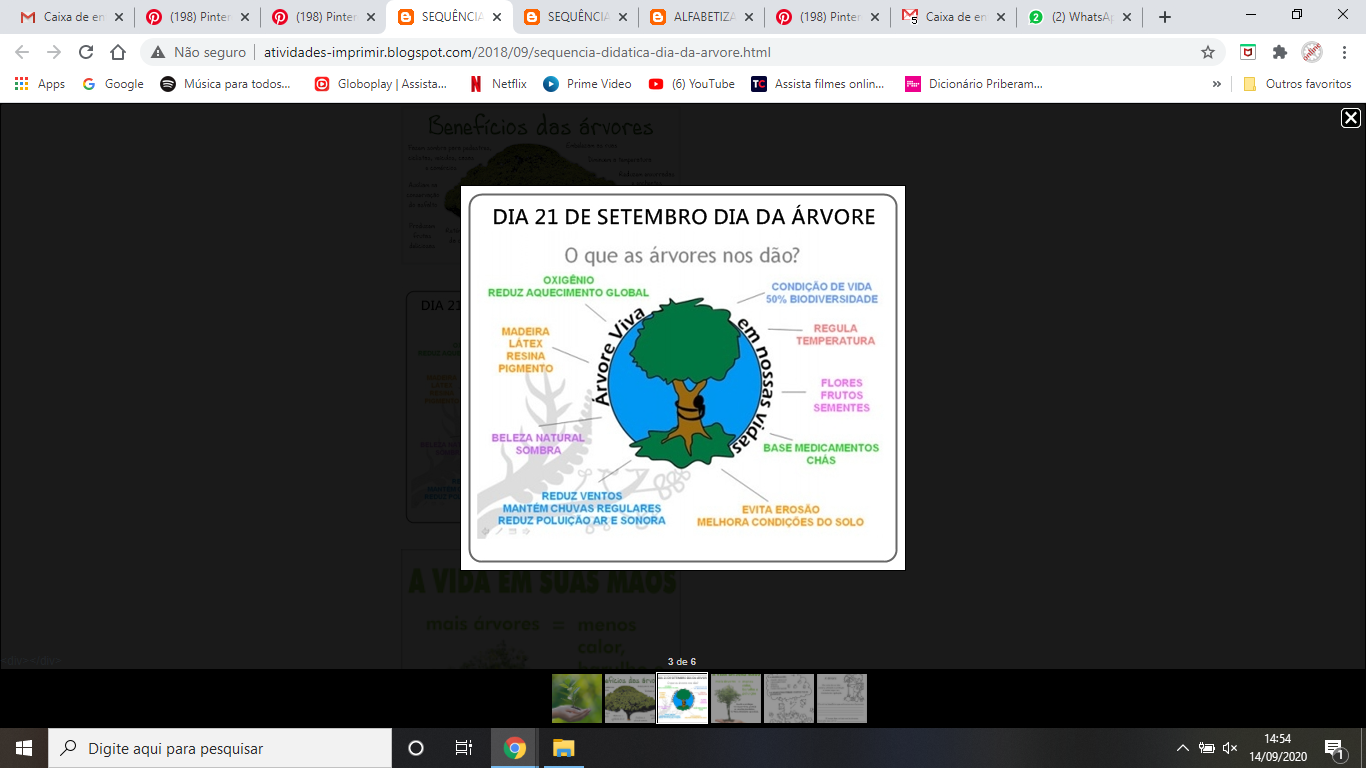 Caixa de en
(198) Pinter
(198) Pinter
SEQUÊNCIA
SEQUÊNCIA
ALFABETIZA
(198) Pinter
Caixa de en
(2) WhatsAp
Não seguro
atividades-imprimir.blogspot.com/2018/09/sequencia-didatica-dia-da-arvore.html
Apps
Google
Música para todos...
Globoplay | Assista...
Netflix
Prime Video
(6) YouTube
Assista filmes onlin...
Dicionário Priberam...
»
Outros favoritos
Benefícios das árvores
DIA 21 DE SETEMBRO DIA DA ÁRVORE
O que as árvores nos dão?
OXIGÊNIO
REDUZ AQUECIMENTO GLOBAL
CONDIÇÃO DE VIDA
50% BIODIVERSIDADE
MADEIRA
LÁTEX
RESINA
PIGMENTO
REGULA
TEMPERATURA
Árvore Viva
em nossas vidas
FLORES
FRUTOS
SEMENTES
BELEZA NATURAL
SOMBRA
BASE MEDICAMENTOS
CHÁS
REDUZ VENTOS
MANTÉM CHUVAS REGULARES
REDUZ POLUIÇÃO AR E SONORA
EVITA EROSÃO
MELHORA CONDIÇÕES DO SOLO
DIA 21
A VIDA EM SUAS MÃOS
mais árvores = menos
calor,
3 de 6
Digite aqui para pesquisar
14:54
14/09/2020
1